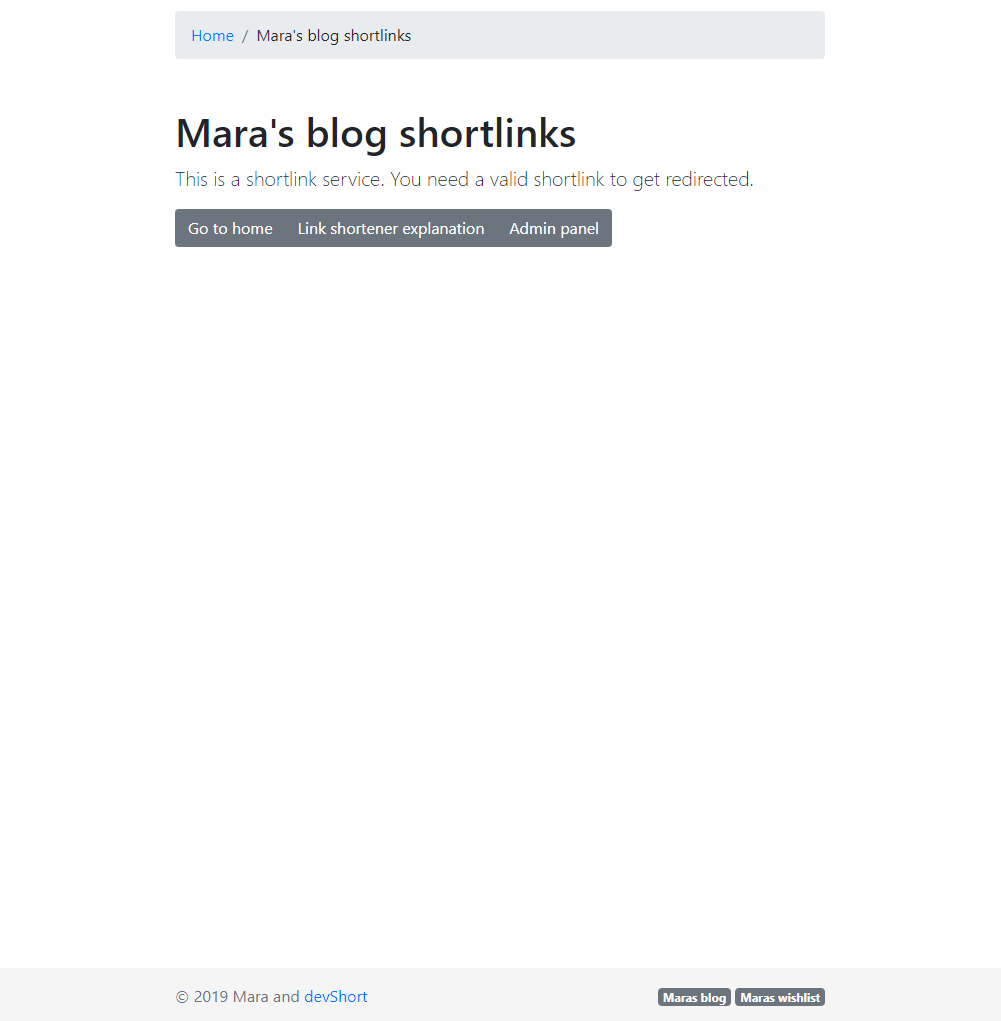 Home / Mara's blog shortlinks
Mara's blog shortlinks
This is a shortlink service. You need a valid shortlink to get redirected.
Go to home Link shortener explanation Admin panel
© 2019 Mara and devShort Maras blog Maras wishlist